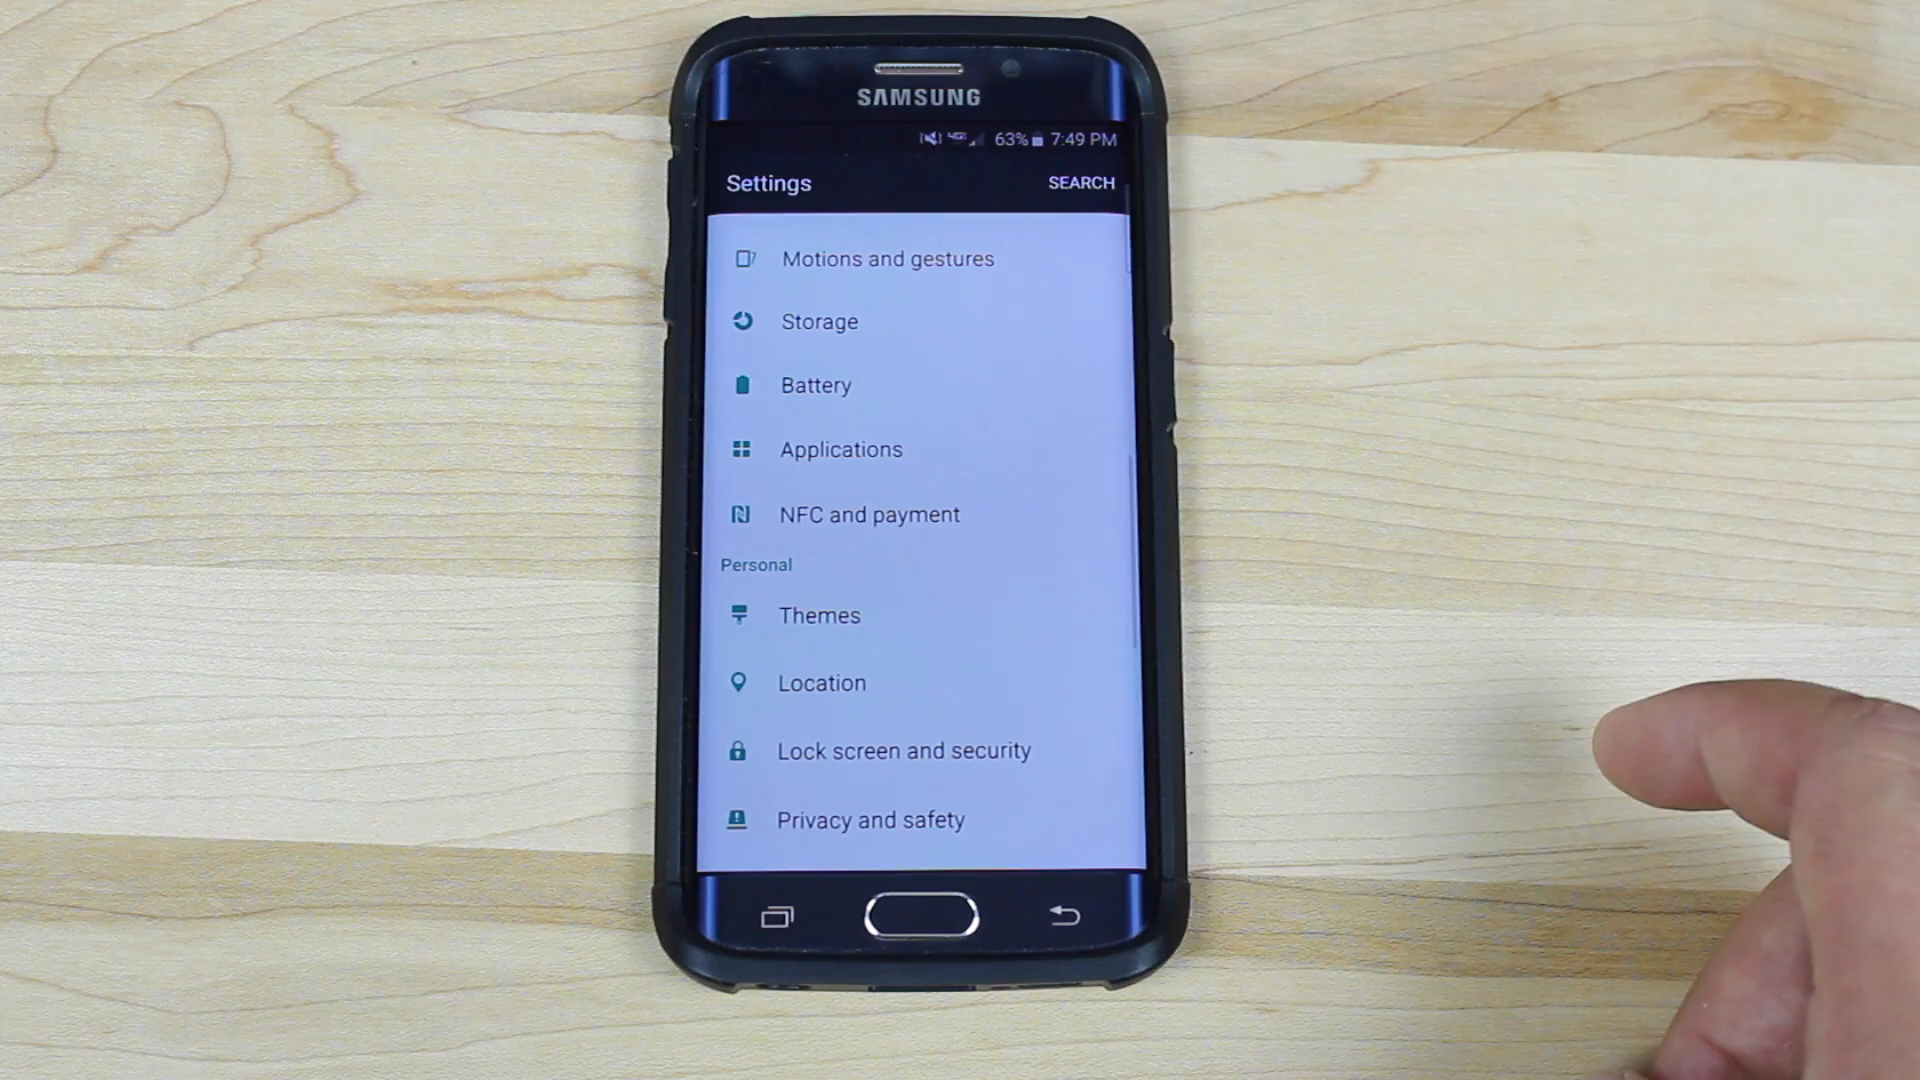 SAMSUNG
4G 63% 7:49 PM
Settings SEARCH
Motions and gestures
Storage
Battery
Applications
NFC and payment
Personal
Themes
Location
Lock screen and security
Privacy and safety